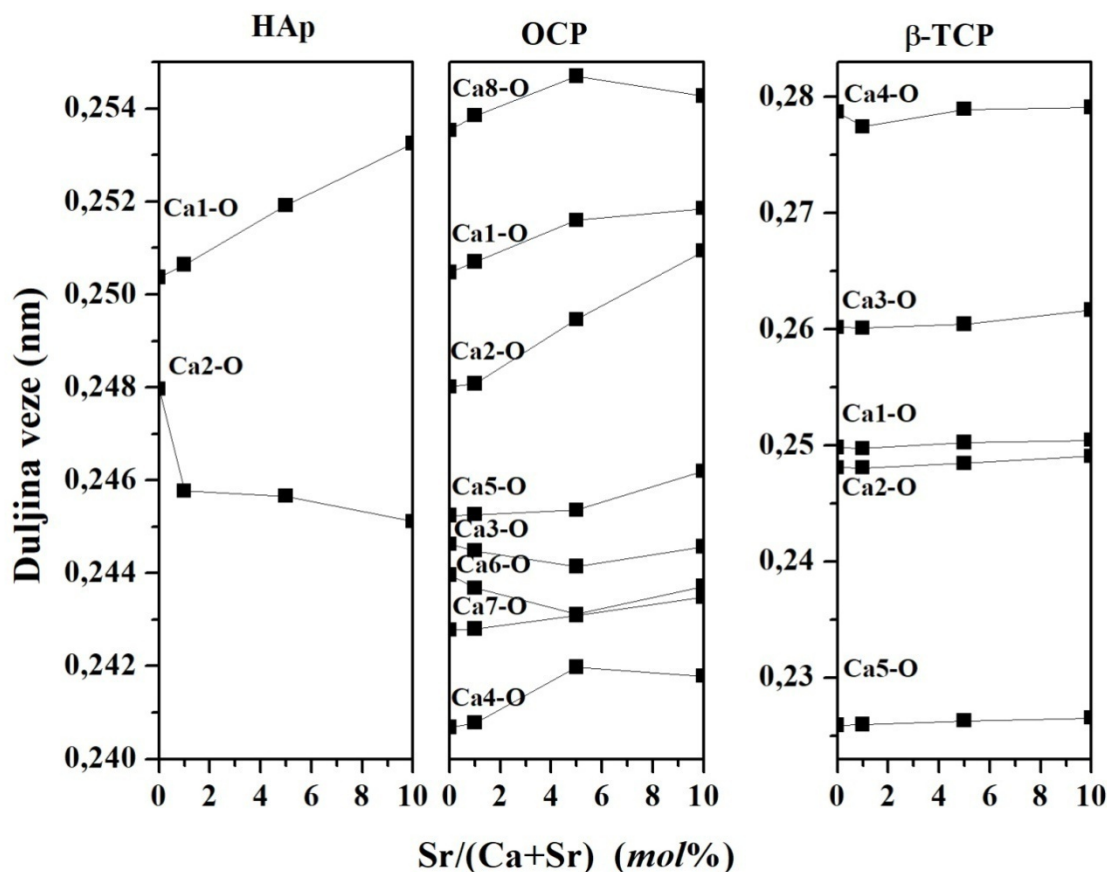 HAp
OCP
β-TCP
Duljina veze (nm)
0,254
0,252
0,250
0,248
0,246
0,244
0,242
0,240
Ca1-O
Ca2-O
0 2 4 6 8 10
Ca8-O
Ca1-O
Ca2-O
Ca5-O
Ca3-O
Ca6-O
Ca7-O
Ca4-O
0 2 4 6 8 10
0,28
0,27
0,26
0,25
0,24
0,23
Ca4-O
Ca3-O
Ca1-O
Ca2-O
Ca5-O
0 2 4 6 8 10
Sr/(Ca+Sr) (mol%)